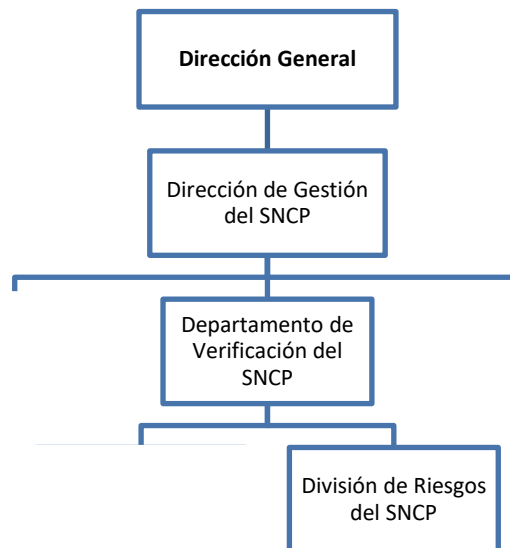 Dirección General
Dirección de Gestión
del SNCP
Departamento de
Verificación del
SNCP
División de Riesgos
del SNCP